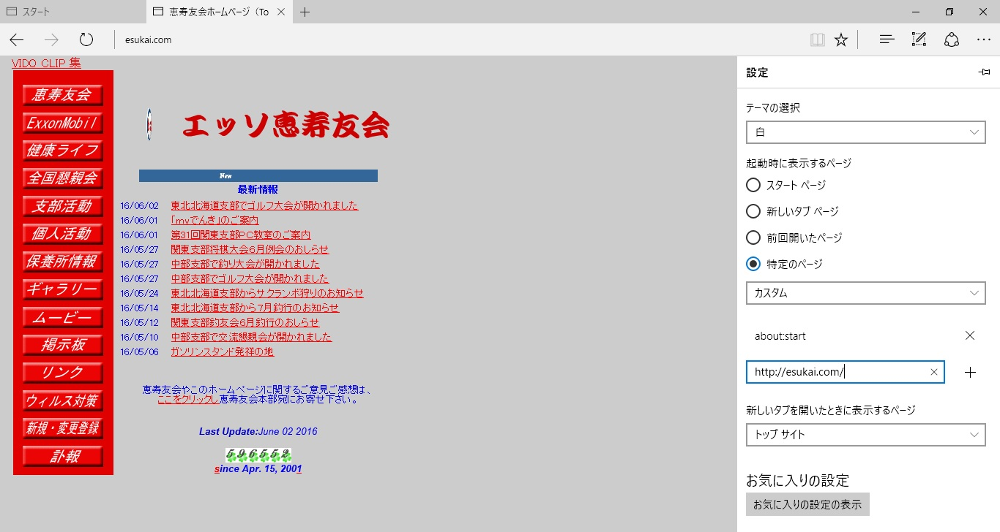 スタート
恵寿友会ホームページ（To
esukai.com
VIDO CLIP 集
恵寿友会
ExxonMobil
健康ライフ
全国懇親会
支部活動
個人活動
保養所情報
ギャラリー
ムービー
掲示板
リンク
ウィルス対策
新規・変更登録
訃報
エッソ恵寿友会
New
最新情報
16/06/02 東北北海道支部でゴルフ大会が開かれました
16/06/01 「myでんき」のご案内
16/06/01 第31回関東支部PC教室のご案内
16/05/27 関東支部将棋大会６月例会のおしらせ
16/05/27 中部支部で釣り大会が開かれました
16/05/27 中部支部でゴルフ大会が開かれました
16/05/24 東北北海道支部からサクランボ狩りのお知らせ
16/05/14 東北北海道支部から７月釣行のお知らせ
16/05/12 関東支部釣友会６月釣行のおしらせ
16/05/10 中部支部で交流懇親会が開かれました
16/05/06 ガソリンスタンド発祥の地
恵寿友会やこのホームページに関するご意見ご感想は、
ここをクリックし恵寿友会本部宛にお寄せ下さい。
Last Update:June 02 2016
596552
since Apr. 15, 2001
設定
テーマの選択
白
起動時に表示するページ
スタート ページ
新しいタブ ページ
前回開いたページ
特定のページ
カスタム
about:start
http://esukai.com/
新しいタブを開いたときに表示するページ
トップ サイト
お気に入りの設定
お気に入りの設定の表示